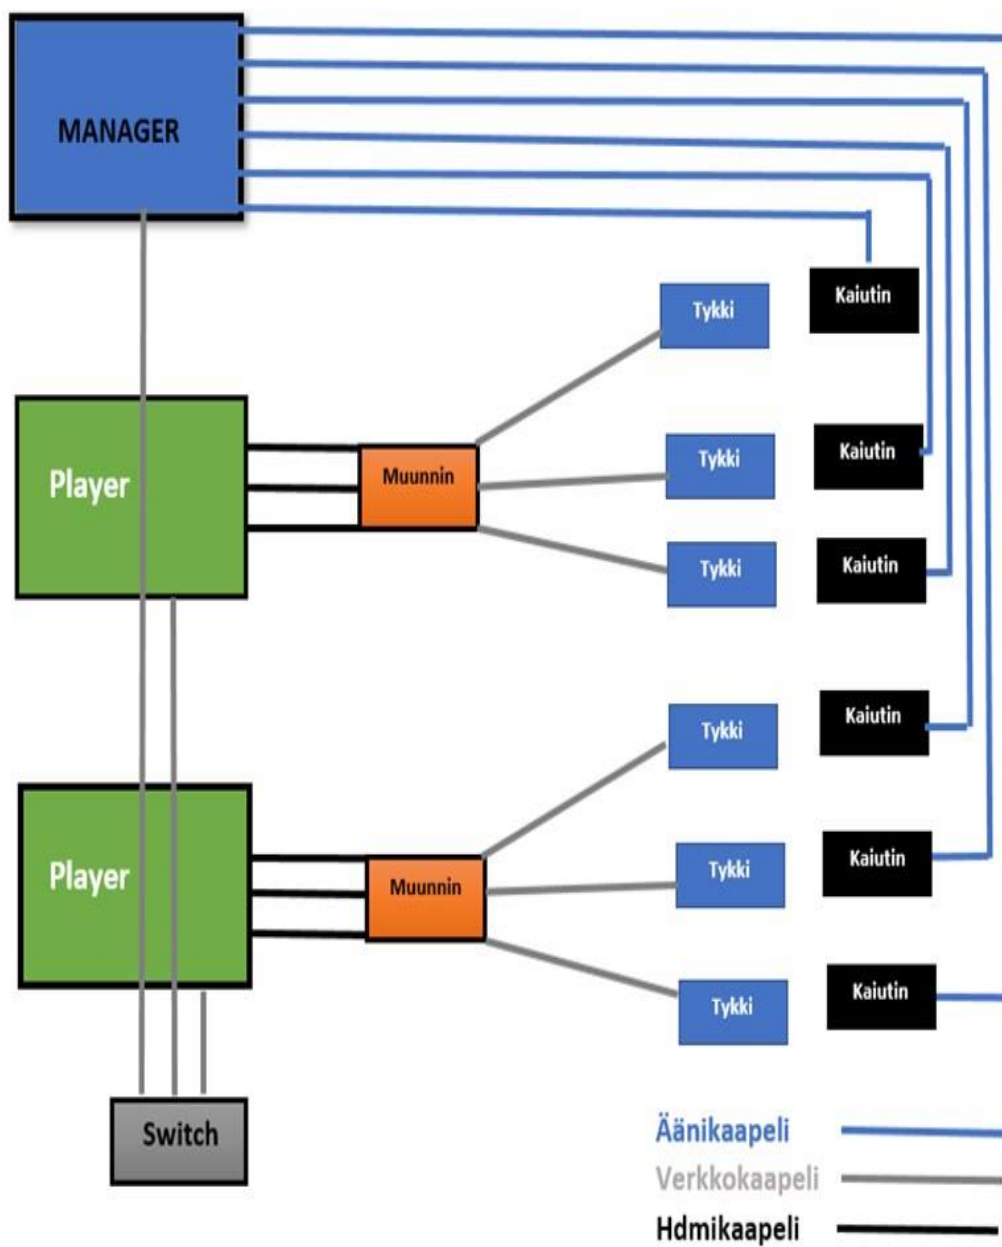 MANAGER
Tykki
Kaiutin
Player
Muunnin
Tykki
Kaiutin
Tykki
Kaiutin
Tykki
Kaiutin
Player
Muunnin
Tykki
Kaiutin
Tykki
Kaiutin
Switch
Äänikaapeli
Verkkokaapeli
Hdmikaapeli